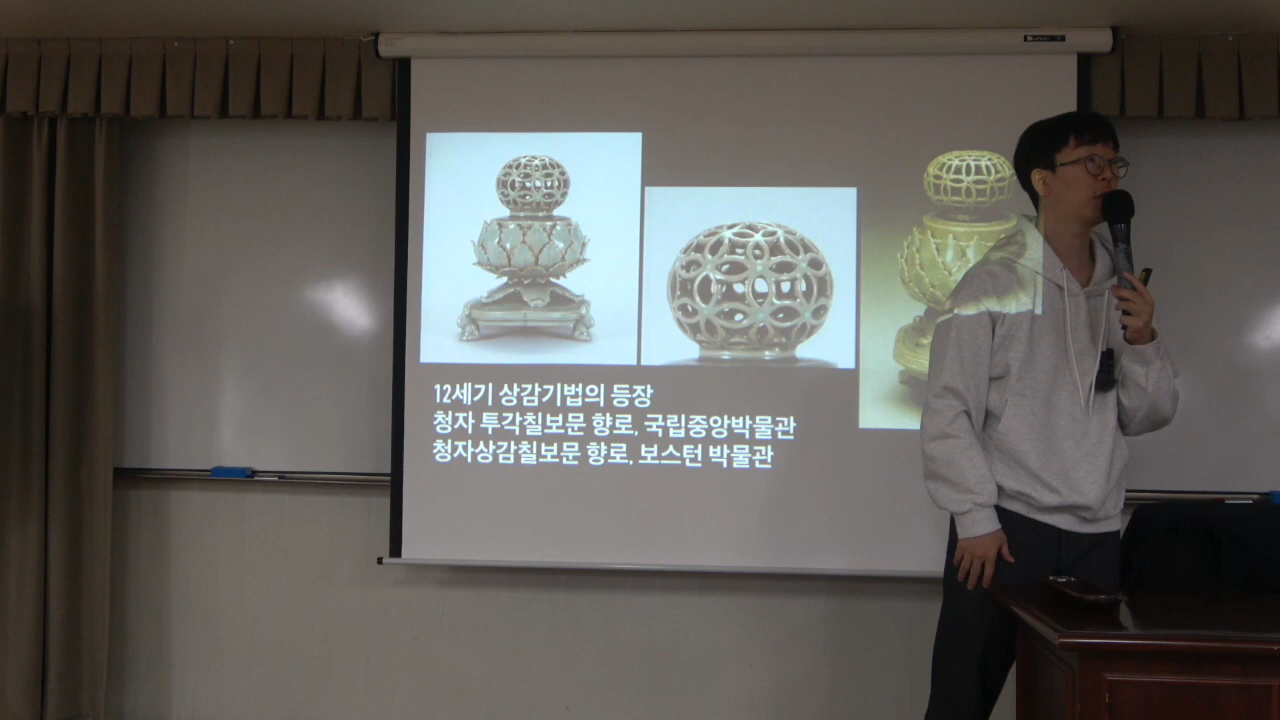 12세기 상감기법의 등장
청자 투각칠보문 향로, 국립중앙박물관
청자상감칠보문 향로, 보스턴 박물관